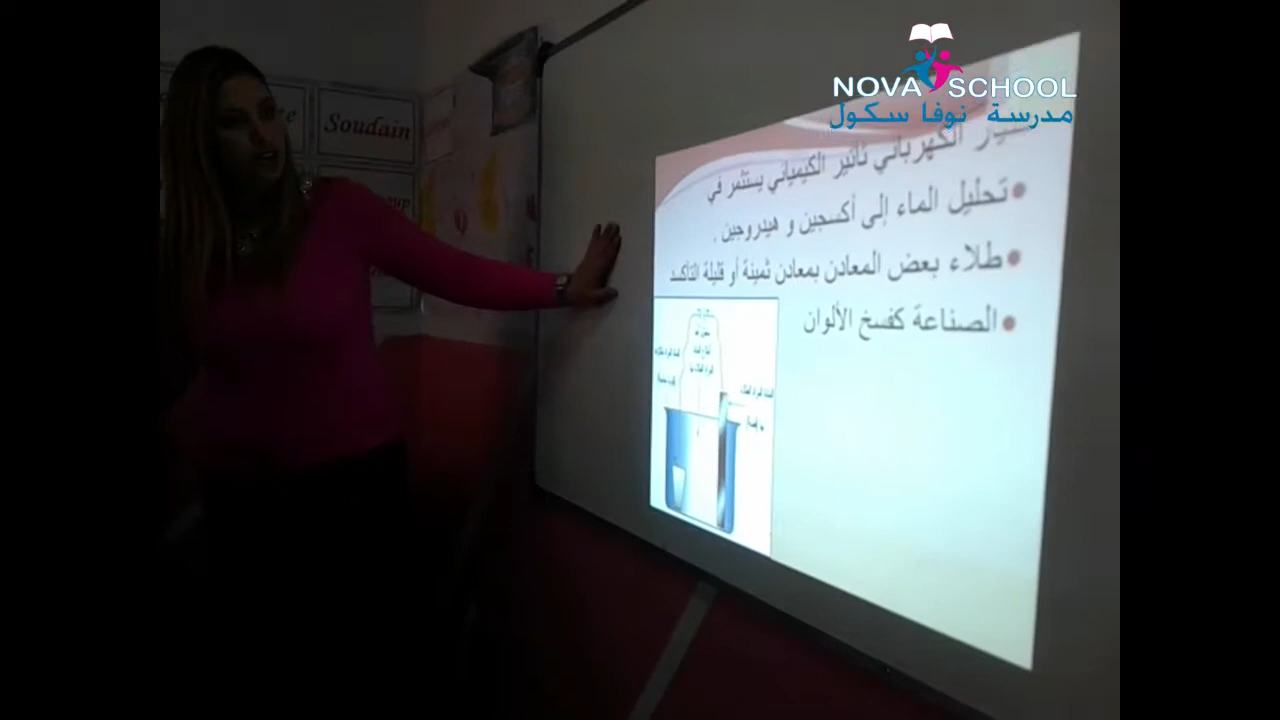 NOVA SCHOOL
مدرسة نوفا سكول
Soudain
الكهربائي تأثير الكيميائي يستثمر في
تحليل الماء إلى أكسجين و هيدروجين .
طلاء بعض المعادن بمعادن ثمينة أو قليلة التأكسد
الصناعة كفسخ الألوان